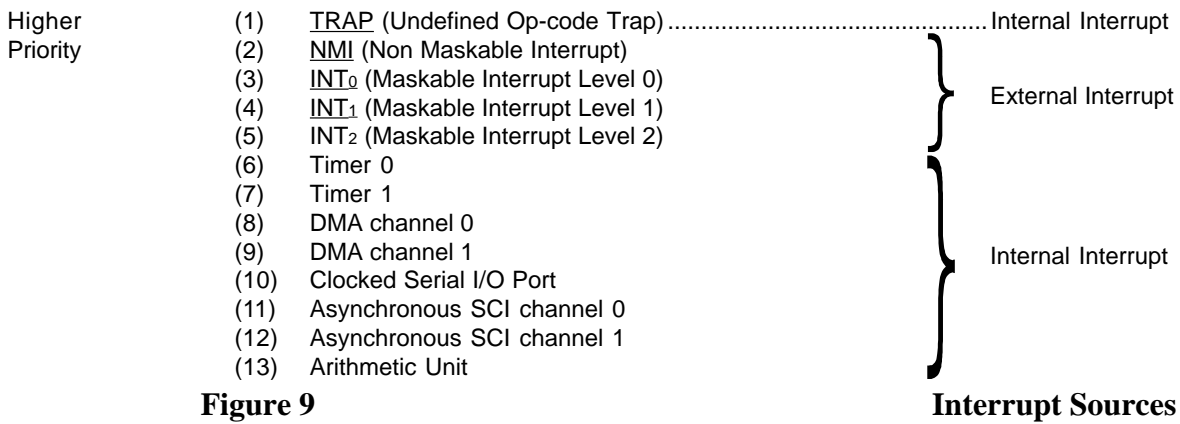 Higher (1) TRAP (Undefined Op-code Trap)............................................Internal Interrupt
Priority (2) NMI (Non Maskable Interrupt)
(3) INT0 (Maskable Interrupt Level 0)
External Interrupt
(4) INT1 (Maskable Interrupt Level 1)
(5) INT2 (Maskable Interrupt Level 2)
(6) Timer 0
(7) Timer 1
(8) DMA channel 0
(9) DMA channel 1
Internal Interrupt
(10) Clocked Serial I/O Port
(11) Asynchronous SCI channel 0
(12) Asynchronous SCI channel 1
(13) Arithmetic Unit
Figure 9 Interrupt Sources